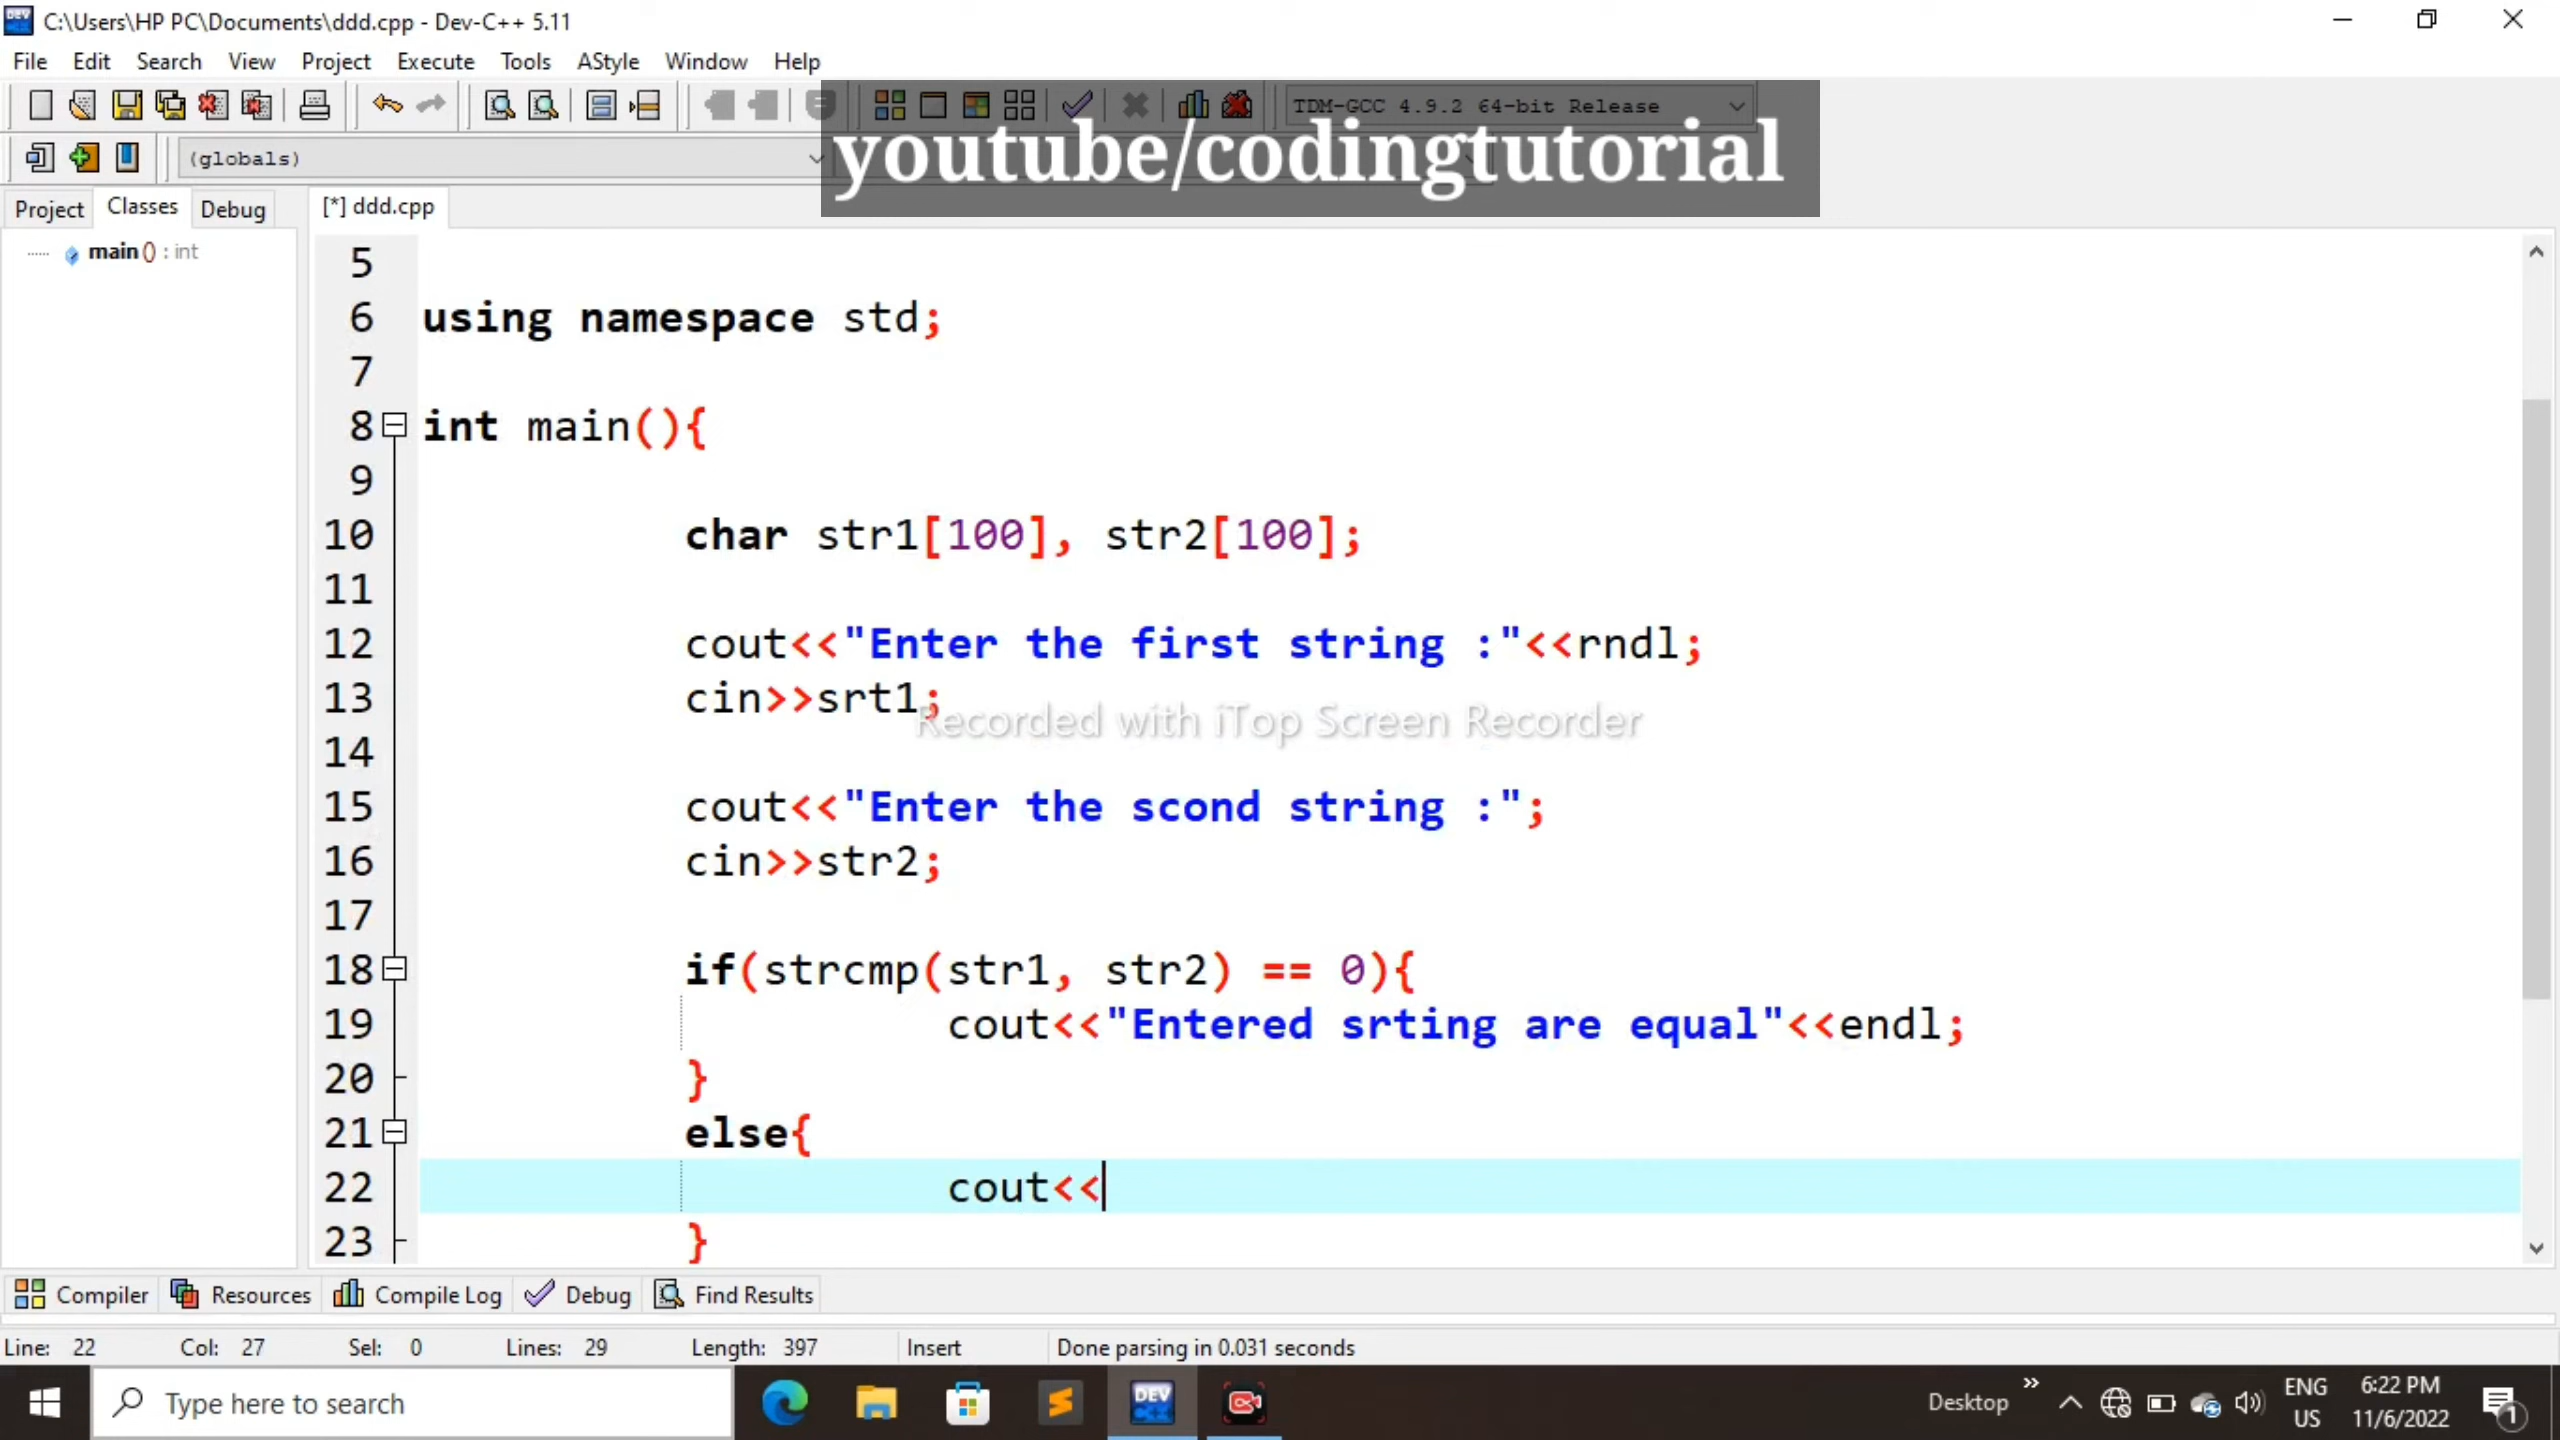 C:\Users\HP PC\Documents\ddd.cpp - Dev-C++ 5.11
File Edit Search View Project Execute Tools AStyle Window Help
TDM-GCC 4.9.2 64-bit Release
youtube/codingtutorial
(globals)
Project Classes Debug [*] ddd.cpp
main () : int
5
6 using namespace std;
7
8 int main(){
9
10 char str1[100], str2[100];
11
12 cout<<"Enter the first string :"<<rndl;
13 cin>>srt1;
Recorded with iTop Screen Recorder
14
15 cout<<"Enter the scond string :";
16 cin>>str2;
17
18 if(strcmp(str1, str2) == 0){
19 cout<<"Entered srting are equal"<<endl;
20 }
21 else{
22 cout<<
23 }
Compiler Resources Compile Log Debug Find Results
Line: 22 Col: 27 Sel: 0 Lines: 29 Length: 397 Insert Done parsing in 0.031 seconds
Type here to search
DEV C++
Desktop
ENG
US
6:22 PM
11/6/2022
1